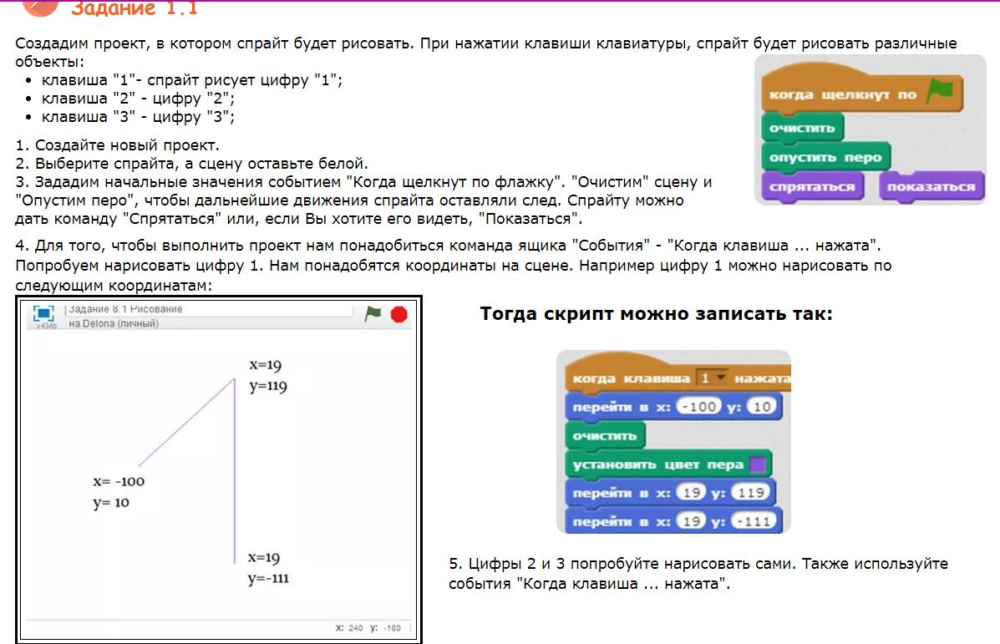 Задание 1.1
Создадим проект, в котором спрайт будет рисовать. При нажатии клавиши клавиатуры, спрайт будет рисовать различные
объекты:
• клавиша "1"- спрайт рисует цифру "1";
• клавиша "2" - цифру "2";
• клавиша "3" - цифру "3";
когда щелкнут по
очистить
опустить перо
спрятаться
показаться
1. Создайте новый проект.
2. Выберите спрайта, а сцену оставьте белой.
3. Зададим начальные значения событием "Когда щелкнут по флажку". "Очистим" сцену и
"Опустим перо", чтобы дальнейшие движения спрайта оставляли след. Спрайту можно
дать команду "Спрятаться" или, если Вы хотите его видеть, "Показаться".
4. Для того, чтобы выполнить проект нам понадобиться команда ящика "События" - "Когда клавиша ... нажата".
Попробуем нарисовать цифру 1. Нам понадобятся координаты на сцене. Например цифру 1 можно нарисовать по
следующим координатам:
Задание 8.1 Рисование
v434b
на Delona (личный)
x=19
y=119
x= -100
y= 10
x=19
y=-111
x: 240 y: -180
Тогда скрипт можно записать так:
когда клавиша 1 нажата
перейти в x: -100 y: 10
очистить
установить цвет пера
перейти в x: 19 y: 119
перейти в x: 19 y: -111
5. Цифры 2 и 3 попробуйте нарисовать сами. Также используйте
события "Когда клавиша ... нажата".